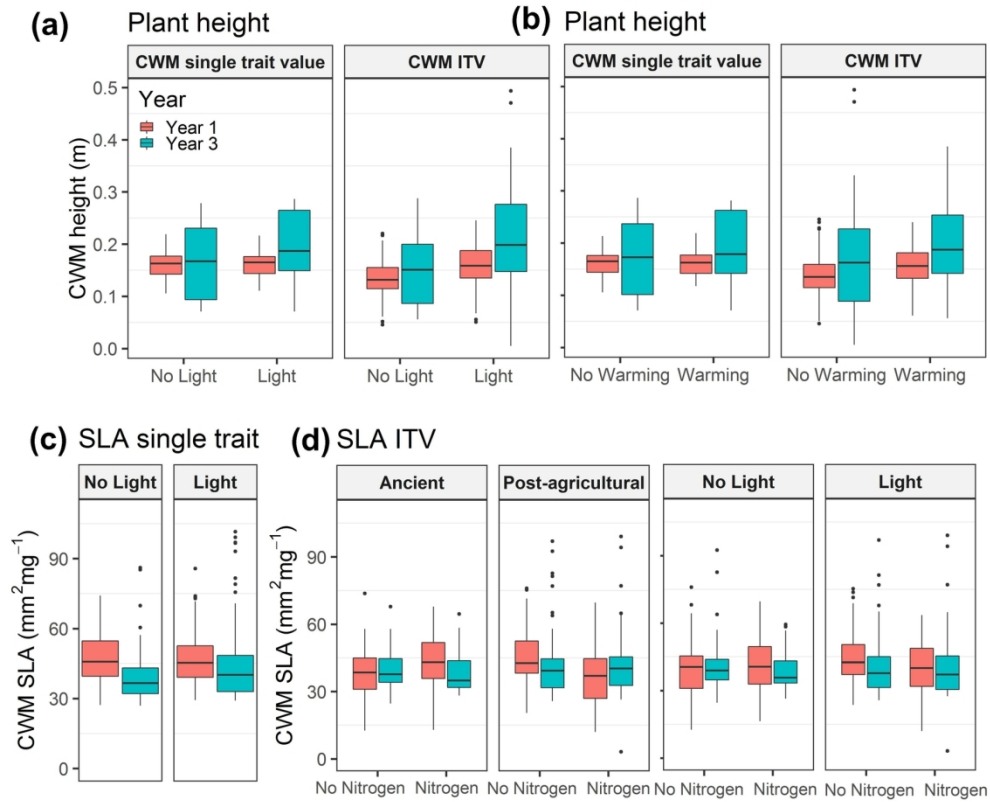 (a) Plant height
CWM single trait value CWM ITV
Year
Year 1
Year 3
CWM height (m)
0.5
0.4
0.3
0.2
0.1
0.0
No Light Light No Light Light
(b) Plant height
CWM single trait value CWM ITV
No Warming Warming No Warming Warming
(c) SLA single trait
No Light Light
CWM SLA (mm²mg⁻¹)
90
60
30
0
(d) SLA ITV
Ancient Post-agricultural No Light Light
CWM SLA (mm²mg⁻¹)
90
60
30
0
No Nitrogen Nitrogen No Nitrogen Nitrogen No Nitrogen Nitrogen No Nitrogen Nitrogen